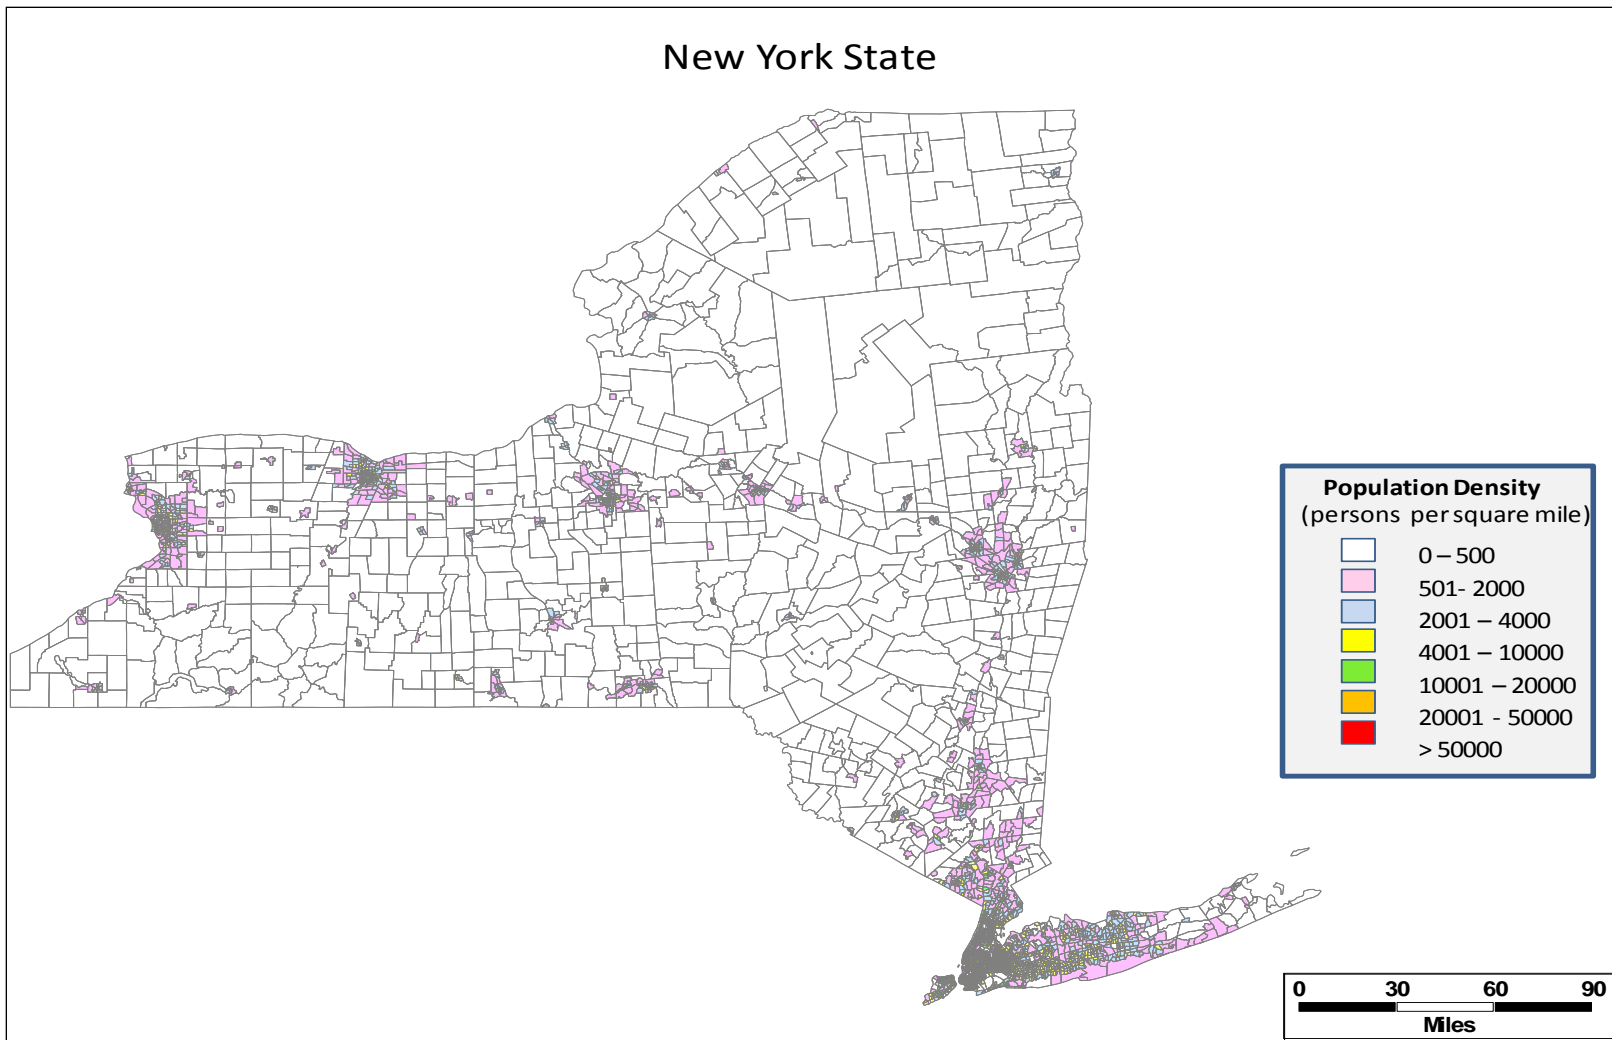 New York State
Population Density
(persons per square mile)
0 – 500
501- 2000
2001 – 4000
4001 – 10000
10001 – 20000
20001 - 50000
> 50000
0 30 60 90
Miles